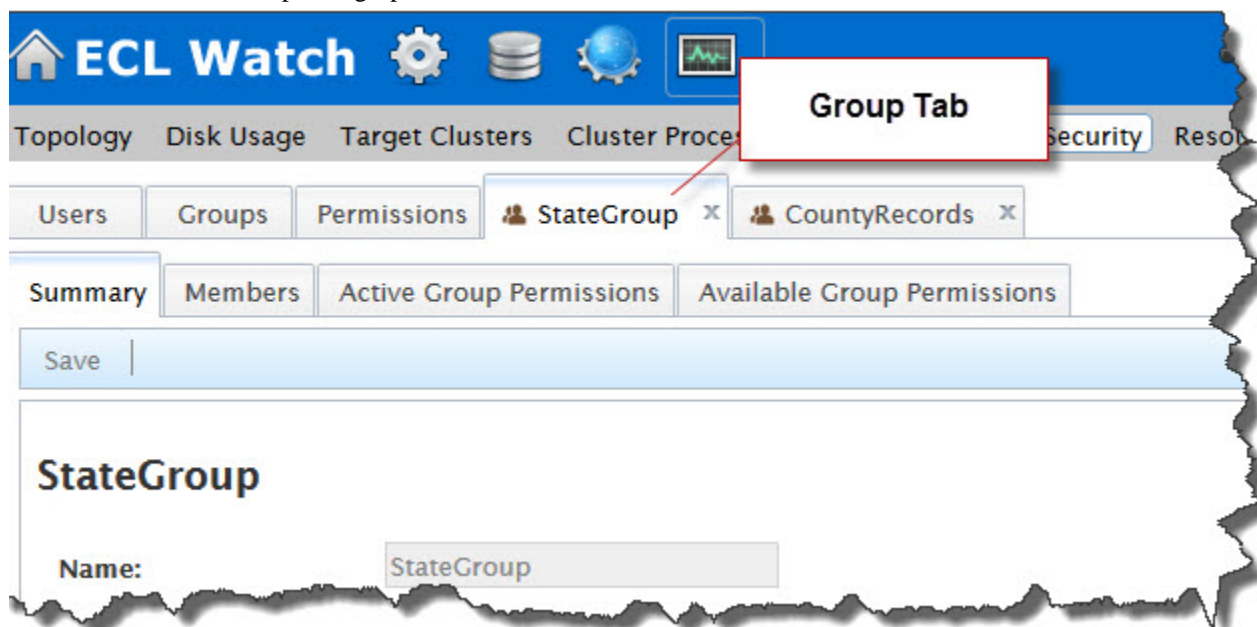 ECL Watch
Group Tab
Topology Disk Usage Target Clusters Cluster Security
Users Groups Permissions StateGroup x CountyRecords x
Summary Members Active Group Permissions Available Group Permissions
Save
StateGroup
Name: StateGroup